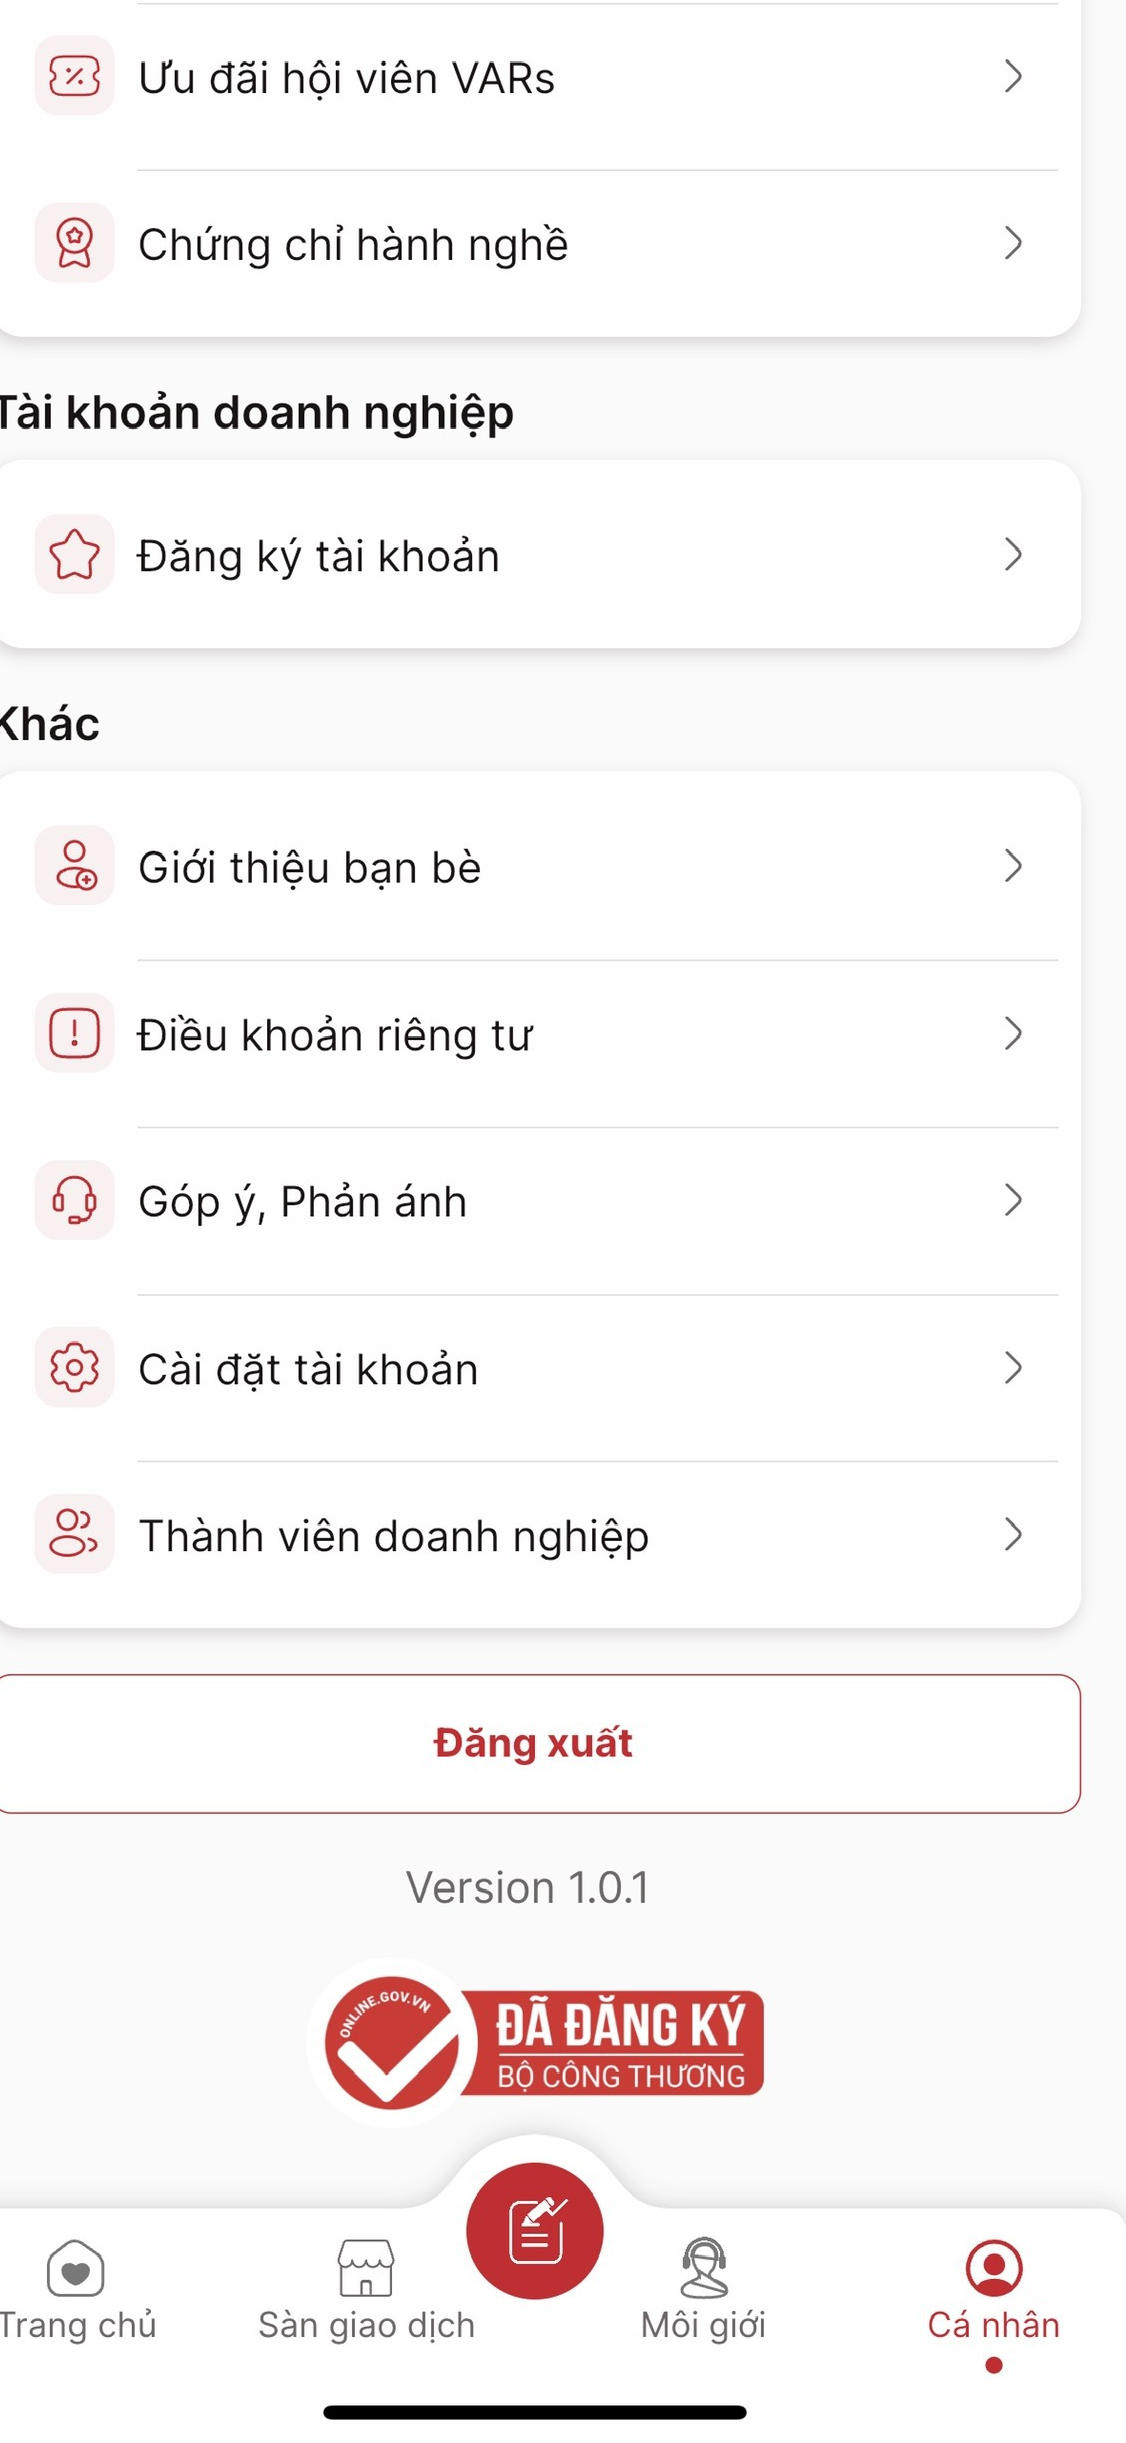 Ưu đãi hội viên VARs
Chứng chỉ hành nghề
Tài khoản doanh nghiệp
Đăng ký tài khoản
Khác
Giới thiệu bạn bè
Điều khoản riêng tư
Góp ý, Phản ánh
Cài đặt tài khoản
Thành viên doanh nghiệp
Đăng xuất
Version 1.0.1
ONLINE.GOV.VN
ĐÃ ĐĂNG KÝ
BỘ CÔNG THƯƠNG
Trang chủ
Sàn giao dịch
Môi giới
Cá nhân